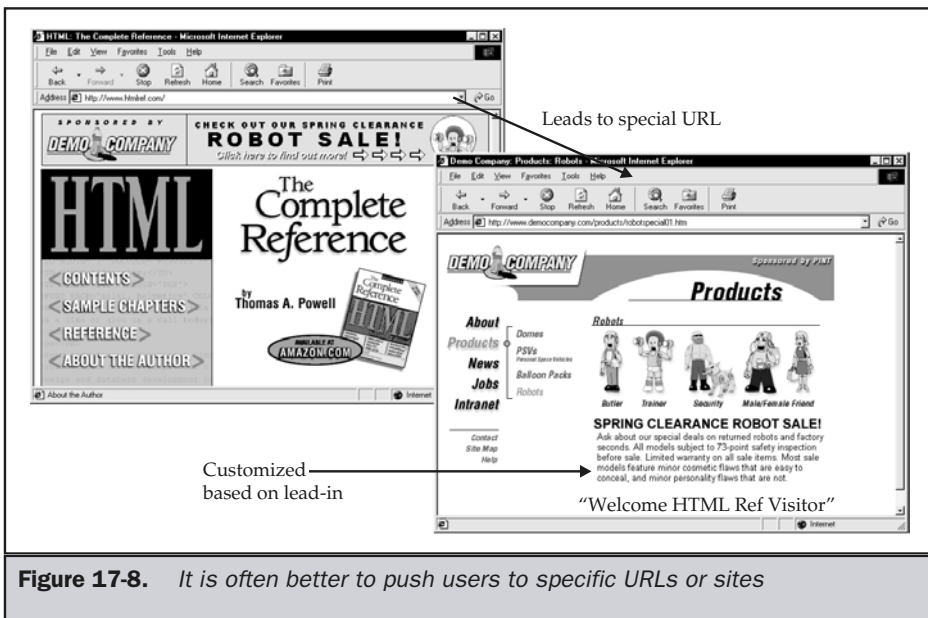 HTML: The Complete Reference - Microsoft Internet Explorer
File Edit View Favorites Tools Help
Back Forward Stop Refresh Home Search Favorites Print
Address http://www.htmlref.com/ Go
SPONSORED BY
DEMO COMPANY
CHECK OUT OUR SPRING CLEARANCE
ROBOT SALE!
Click here to find out more!
HTML
The
Complete
Reference
<CONTENTS>
<SAMPLE CHAPTERS>
<REFERENCE>
<ABOUT THE AUTHOR>
by
Thomas A. Powell
The
Complete
Reference
HTML
AVAILABLE AT
AMAZON.COM
About the Author
Internet
Leads to special URL
Demo Company: Products: Robots - Microsoft Internet Explorer
File Edit View Favorites Tools Help
Back Forward Stop Refresh Home Search Favorites Print
Address http://www.democompany.com/products/robotspecial01.htm Go
DEMO COMPANY
Sponsored by PINT
Products
About
Products
News
Jobs
Intranet
Contact
Site Map
Help
Domes
PSVs
Personal Space Vehicles
Balloon Packs
Robots
Robots
Butler Trainer Security Male/Female Friend
SPRING CLEARANCE ROBOT SALE!
Ask about our special deals on returned robots and factory
seconds. All models subject to 73-point safety inspection
before sale. Limited warranty on all sale items. Most sale
models feature minor cosmetic flaws that are easy to
conceal, and minor personality flaws that are not.
"Welcome HTML Ref Visitor"
Internet
Customized
based on lead-in
Figure 17-8. It is often better to push users to specific URLs or sites